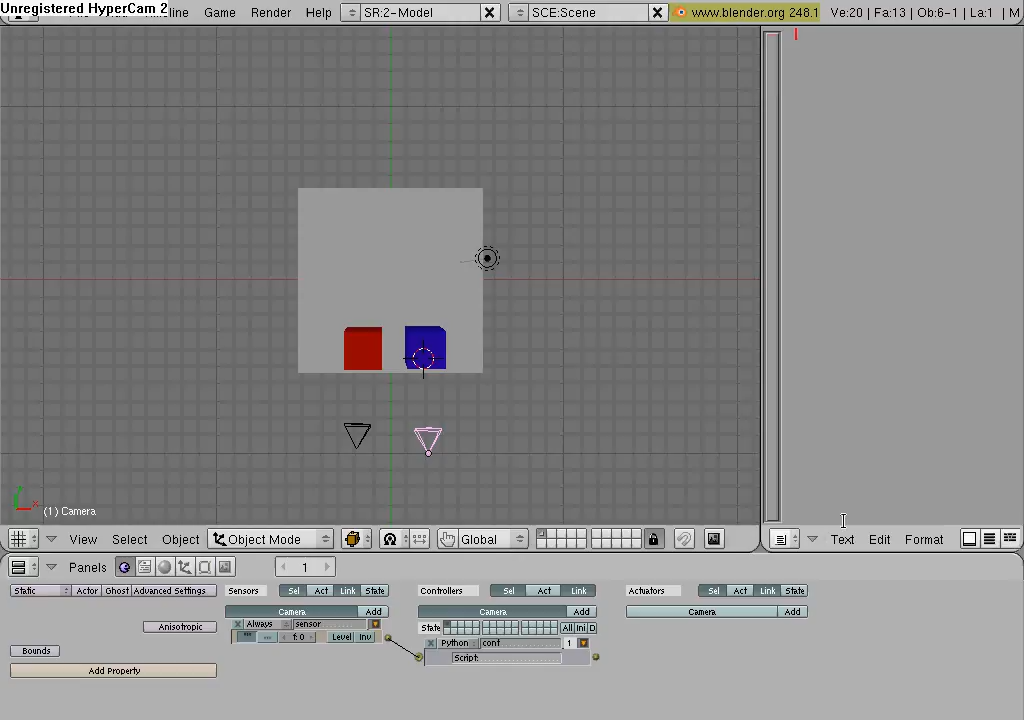 Unregistered HyperCam 2
Timeline Game Render Help SR:2-Model SCE:Scene www.blender.org 248.1 Ve:20 | Fa:13 | Ob:6-1 | La:1 | M
(1) Camera
View Select Object Object Mode Global Text Edit Format
Panels 1
Static Actor Ghost Advanced Settings Sensors Sel Act Link State Controllers Sel Act Link Actuators Sel Act Link State
Camera Add Camera Add Camera Add
Always sensor State All Ini D
Anisotropic f: 0 Level Inv Python cont 1
Bounds Script:
Add Property